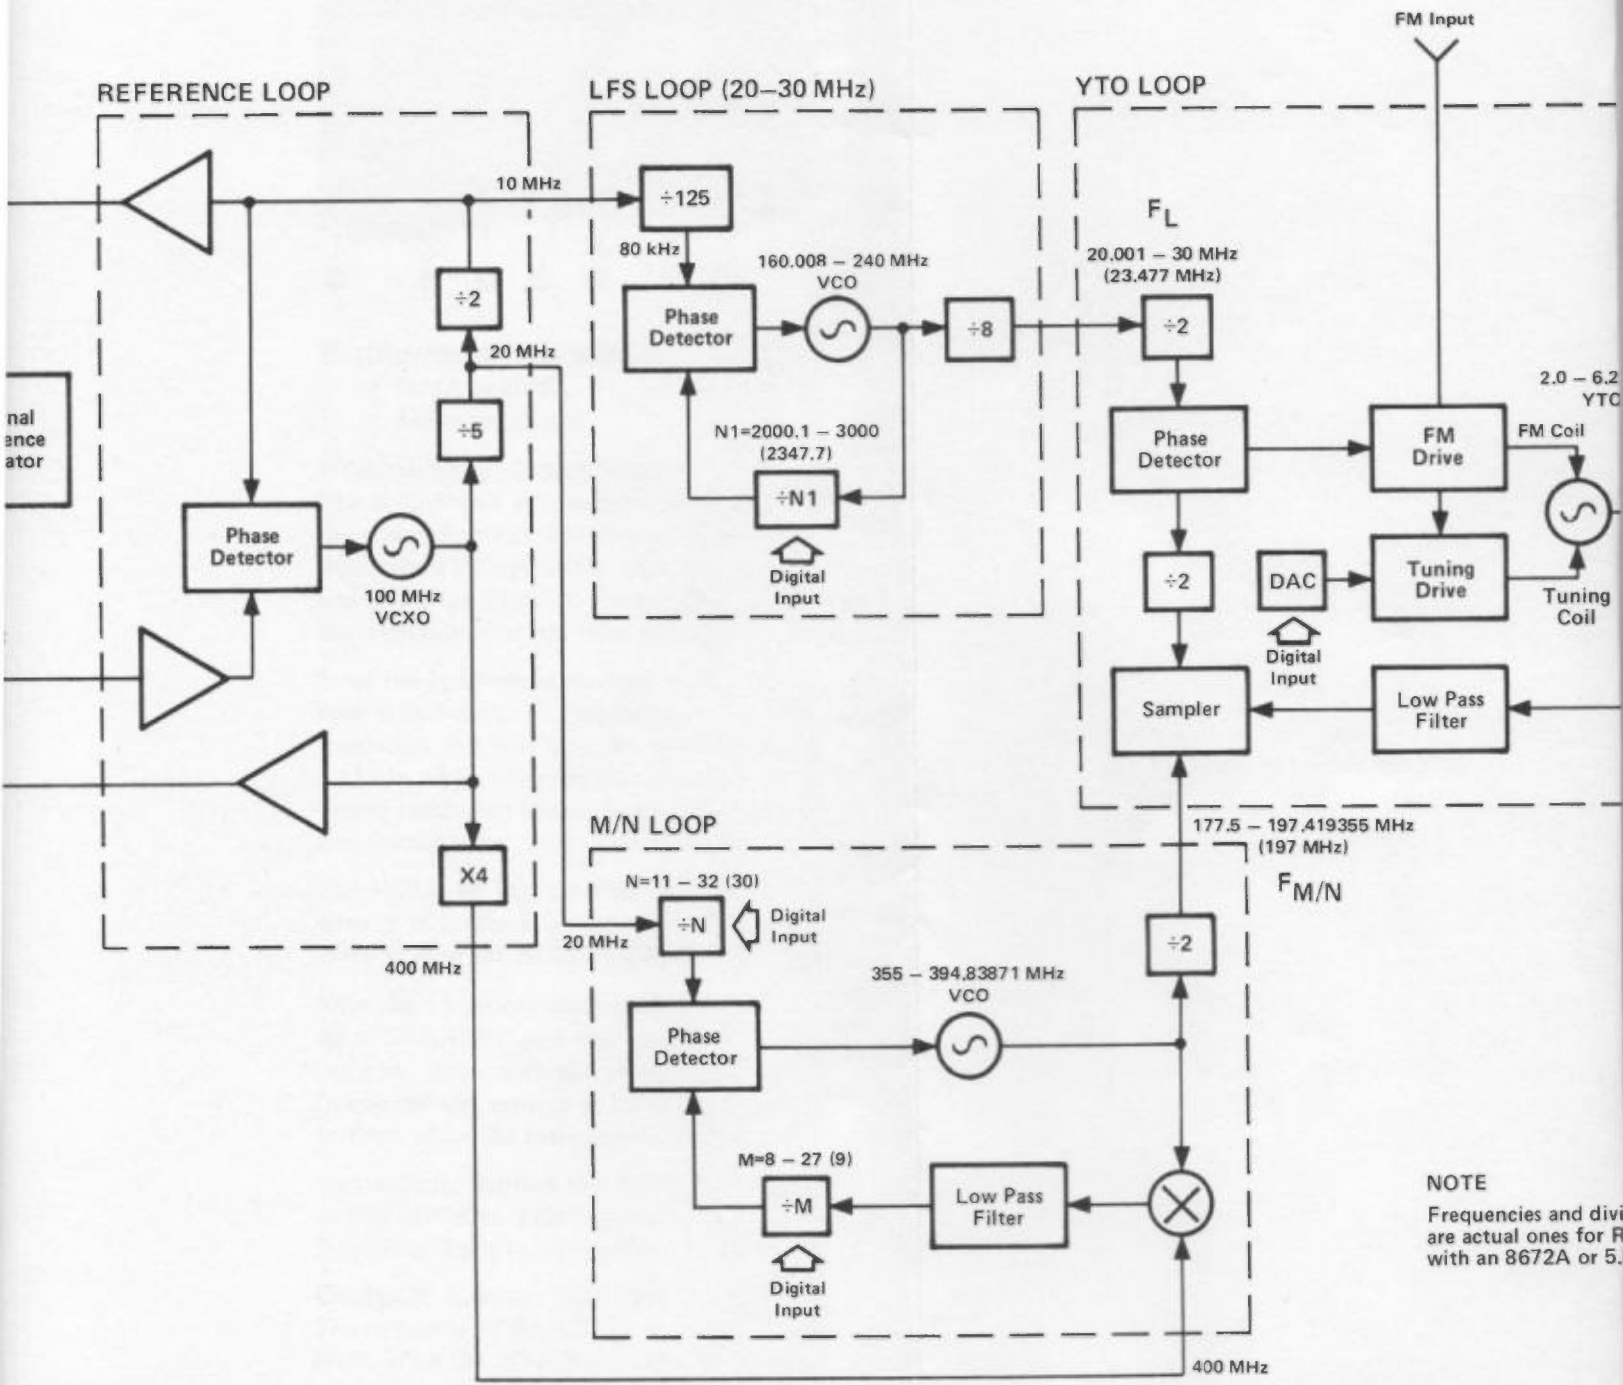 FM Input
REFERENCE LOOP
LFS LOOP (20–30 MHz)
YTO LOOP
10 MHz
÷125
80 kHz
÷2
20 MHz
÷5
Phase
Detector
100 MHz
VCXO
X4
400 MHz
Phase
Detector
160.008 – 240 MHz
VCO
÷8
N1=2000.1 – 3000
(2347.7)
÷N1
Digital
Input
FL
20.001 – 30 MHz
(23.477 MHz)
÷2
Phase
Detector
÷2
Sampler
FM
Drive
FM Coil
2.0 – 6.2
DAC
Digital
Input
Tuning
Drive
Tuning
Coil
Low Pass
Filter
177.5 – 197.419355 MHz
(197 MHz)
FM/N
M/N LOOP
N=11 – 32 (30)
÷N
Digital
Input
20 MHz
÷2
355 – 394.83871 MHz
VCO
Phase
Detector
M=8 – 27 (9)
÷M
Digital
Input
Low Pass
Filter
400 MHz
NOTE
Frequencies and divi
are actual ones for R
with an 8672A or 5.
nal
ence
ator